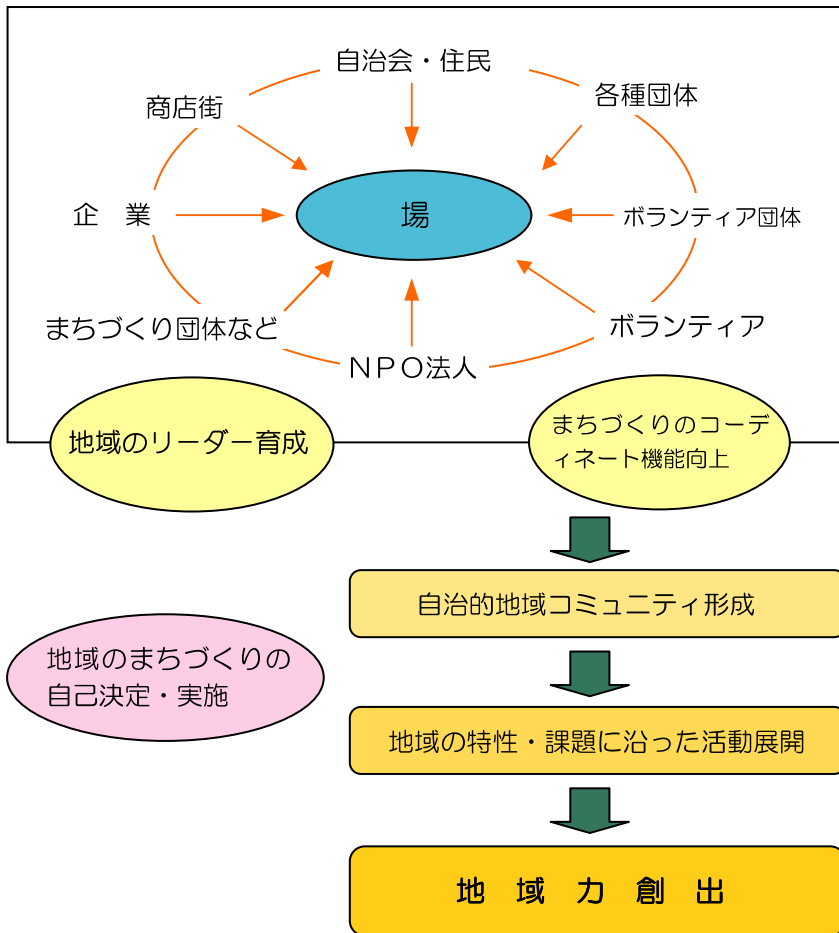 自治会・住民
各種団体
商店街
企　業
場
ボランティア団体
まちづくり団体など
ボランティア
ＮＰＯ法人
地域のリーダー育成
まちづくりのコーデ
ィネート機能向上
自治的地域コミュニティ形成
地域のまちづくりの
自己決定・実施
地域の特性・課題に沿った活動展開
地　域　力　創　出